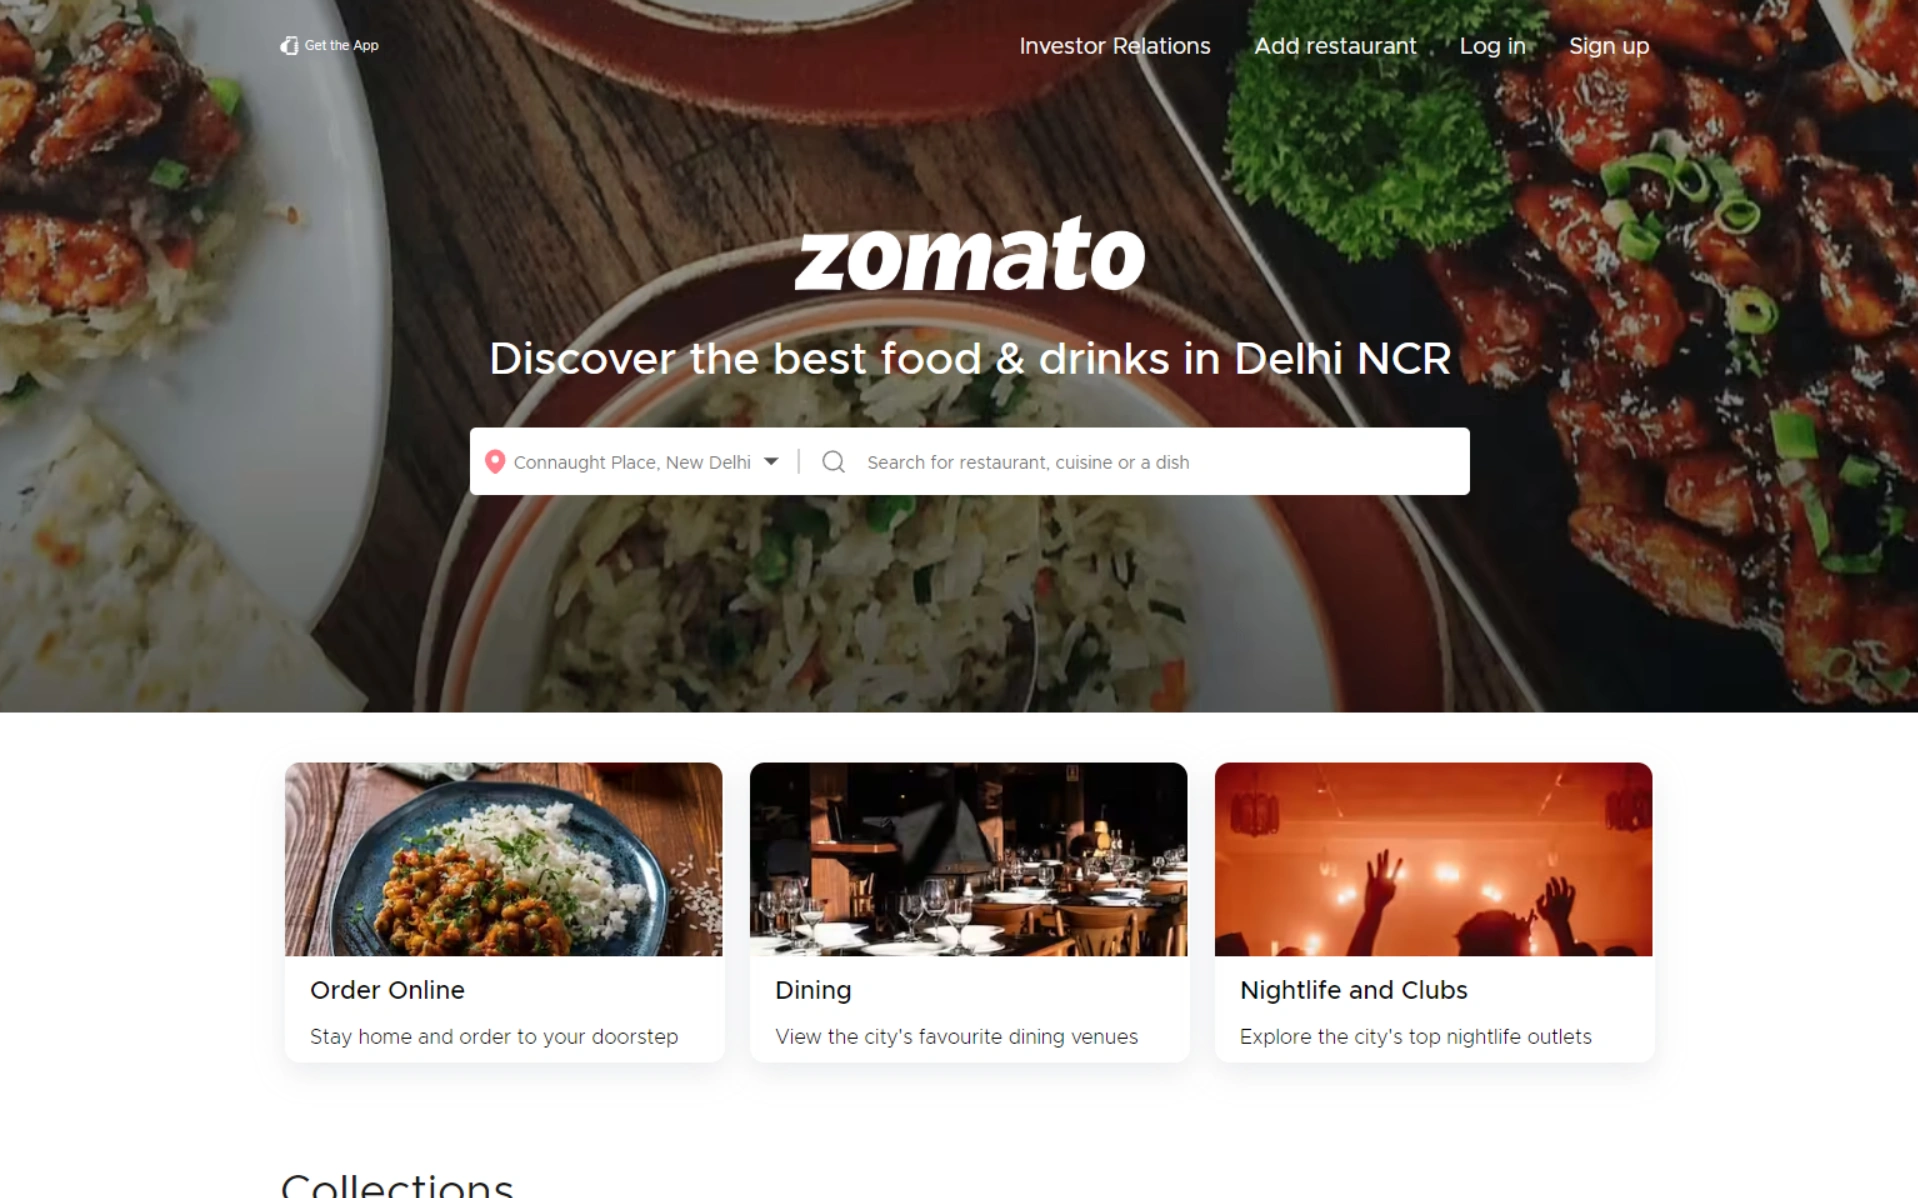 Get the App
Investor Relations
Add restaurant
Log in
Sign up
zomato
Discover the best food & drinks in Delhi NCR
Connaught Place, New Delhi
Search for restaurant, cuisine or a dish
Order Online
Stay home and order to your doorstep
Dining
View the city's favourite dining venues
Nightlife and Clubs
Explore the city's top nightlife outlets
Collections